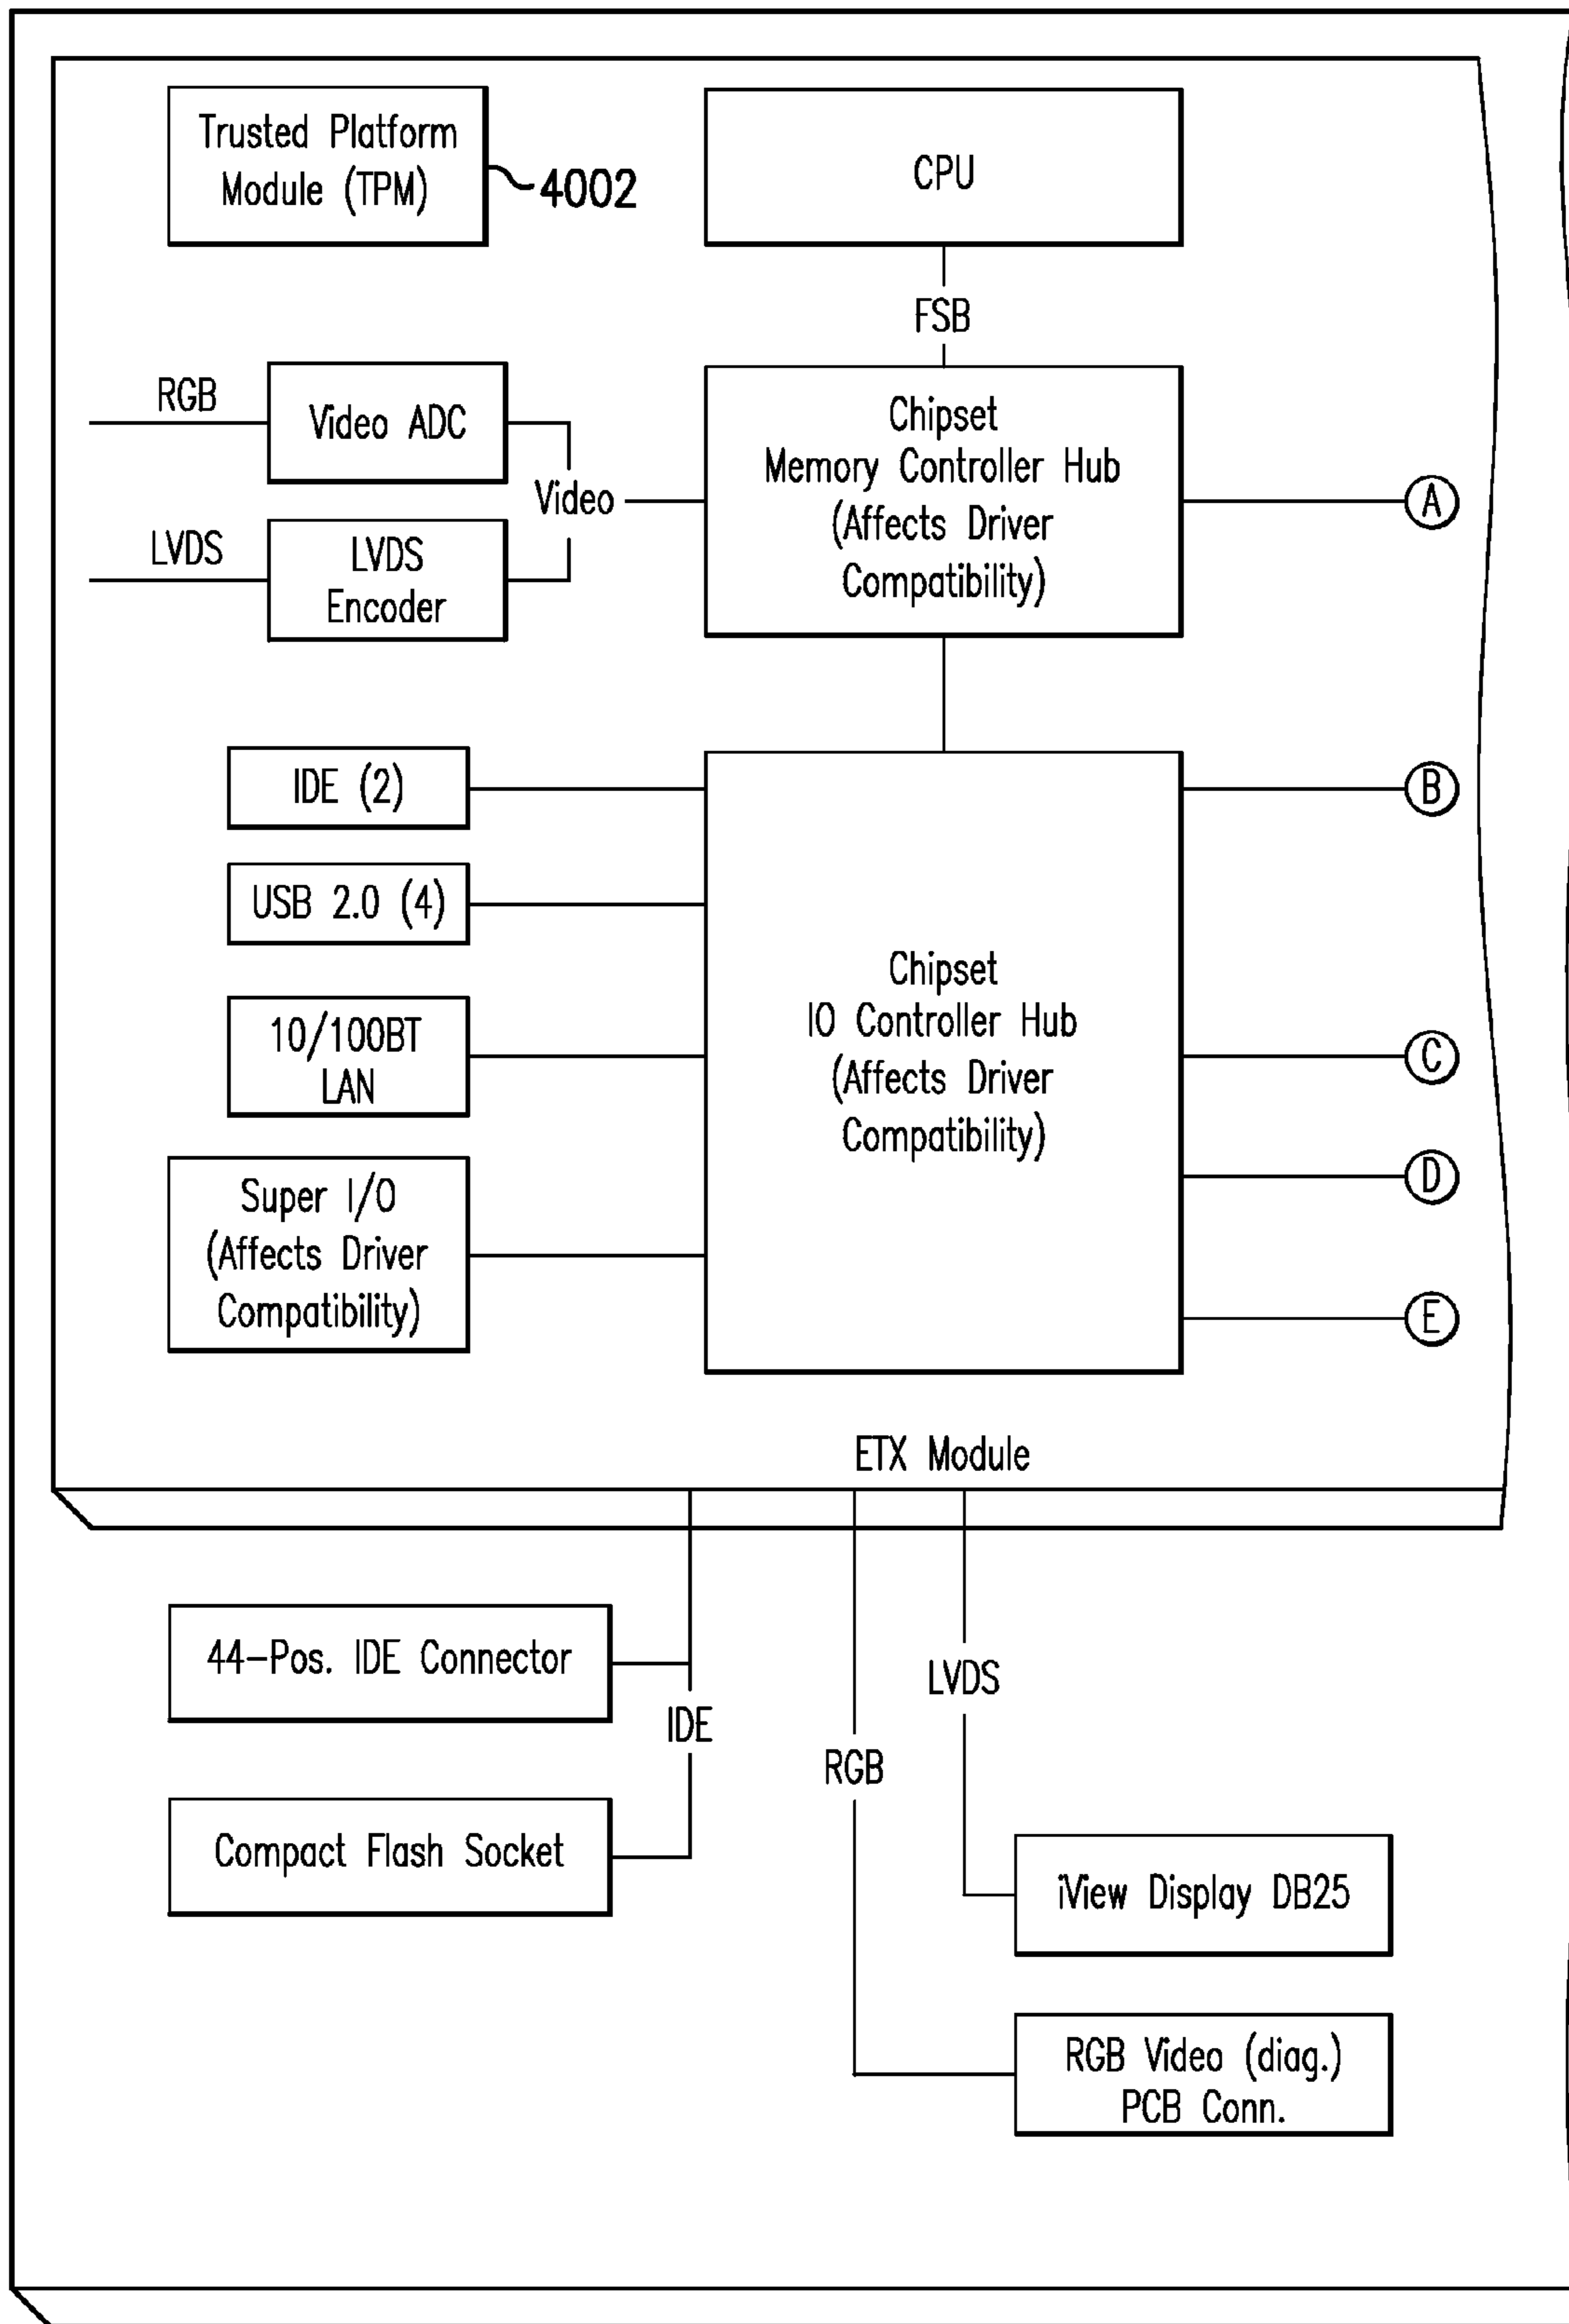 Trusted Platform
Module (TPM)
4002
CPU
FSB
RGB
Video ADC
Video
LVDS
LVDS
Encoder
Chipset
Memory Controller Hub
(Affects Driver
Compatibility)
A
IDE (2)
B
USB 2.0 (4)
10/100BT
LAN
Chipset
IO Controller Hub
(Affects Driver
Compatibility)
C
D
Super I/O
(Affects Driver
Compatibility)
E
ETX Module
44-Pos. IDE Connector
IDE
Compact Flash Socket
LVDS
RGB
iView Display DB25
RGB Video (diag.)
PCB Conn.